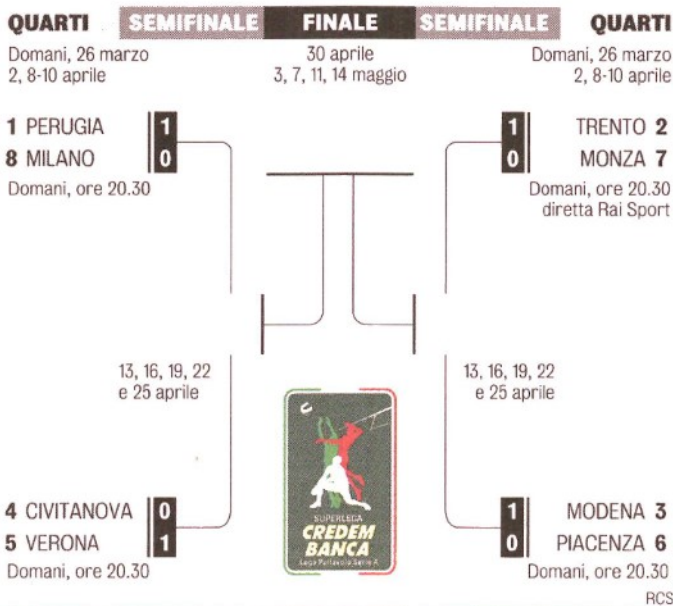 QUARTI SEMIFINALE FINALE SEMIFINALE QUARTI
Domani, 26 marzo
2, 8-10 aprile
30 aprile
3, 7, 11, 14 maggio
Domani, 26 marzo
2, 8-10 aprile
1 PERUGIA 1
8 MILANO 0
Domani, ore 20.30
1 TRENTO 2
0 MONZA 7
Domani, ore 20.30
diretta Rai Sport
13, 16, 19, 22
e 25 aprile
13, 16, 19, 22
e 25 aprile
SUPERLEGA
CREDEM
BANCA
Lega Pallavolo Serie A
4 CIVITANOVA 0
5 VERONA 1
Domani, ore 20.30
1 MODENA 3
0 PIACENZA 6
Domani, ore 20.30
RCS